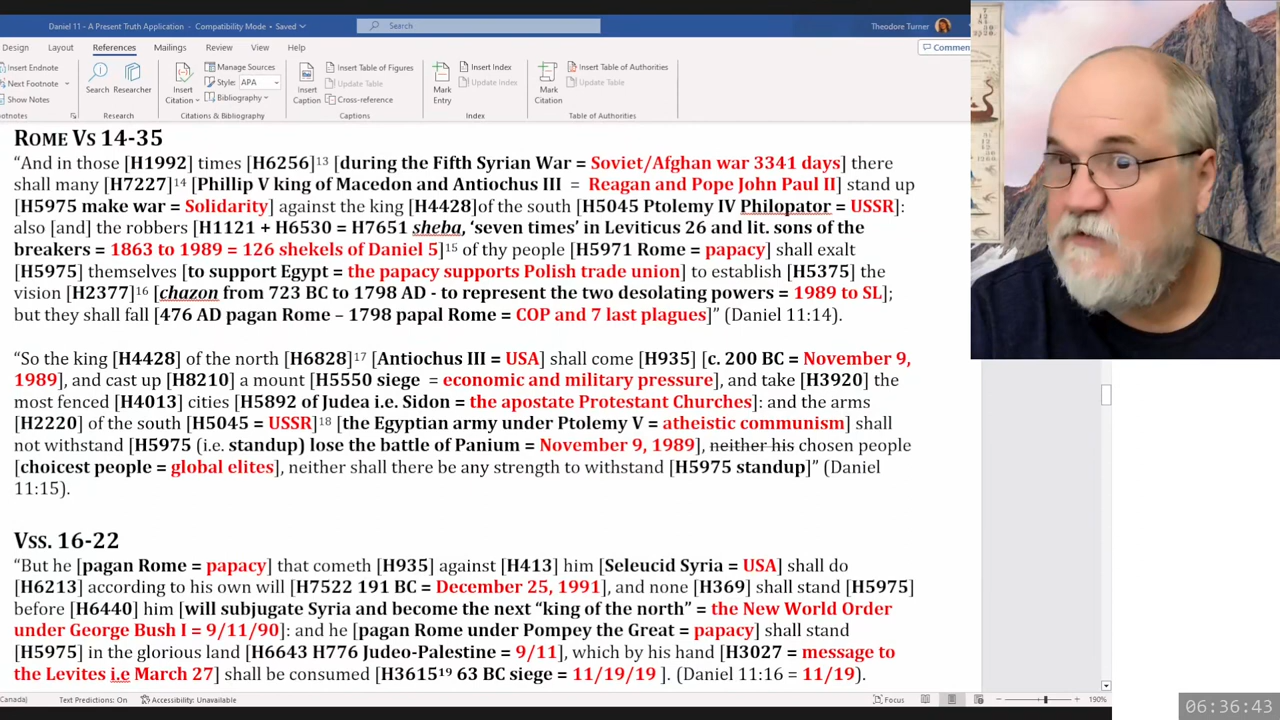 Daniel 11 - A Present Truth Application - Compatibility Mode • Saved
Search
Theodore Turner
Design Layout References Mailings Review View Help
Commen
Insert Endnote
Next Footnote
Show Notes
Search Researcher
Insert Citation
Manage Sources
Style: APA
Bibliography
Insert Caption
Insert Table of Figures
Update Table
Cross-reference
Mark Entry
Insert Index
Update Index
Mark Citation
Insert Table of Authorities
Update Table
otnotes Research Citations & Bibliography Captions Index Table of Authorities
ROME VS 14-35
“And in those [H1992] times [H6256]13 [during the Fifth Syrian War = Soviet/Afghan war 3341 days] there
shall many [H7227]14 [Phillip V king of Macedon and Antiochus III = Reagan and Pope John Paul II] stand up
[H5975 make war = Solidarity] against the king [H4428]of the south [H5045 Ptolemy IV Philopator = USSR]:
also [and] the robbers [H1121 + H6530 = H7651 sheba, ‘seven times’ in Leviticus 26 and lit. sons of the
breakers = 1863 to 1989 = 126 shekels of Daniel 5]15 of thy people [H5971 Rome = papacy] shall exalt
[H5975] themselves [to support Egypt = the papacy supports Polish trade union] to establish [H5375] the
vision [H2377]16 [chazon from 723 BC to 1798 AD - to represent the two desolating powers = 1989 to SL];
but they shall fall [476 AD pagan Rome – 1798 papal Rome = COP and 7 last plagues]” (Daniel 11:14).
“So the king [H4428] of the north [H6828]17 [Antiochus III = USA] shall come [H935] [c. 200 BC = November 9,
1989], and cast up [H8210] a mount [H5550 siege = economic and military pressure], and take [H3920] the
most fenced [H4013] cities [H5892 of Judea i.e. Sidon = the apostate Protestant Churches]: and the arms
[H2220] of the south [H5045 = USSR]18 [the Egyptian army under Ptolemy V = atheistic communism] shall
not withstand [H5975 (i.e. standup) lose the battle of Panium = November 9, 1989], neither his chosen people
[choicest people = global elites], neither shall there be any strength to withstand [H5975 standup]” (Daniel
11:15).
VSS. 16-22
“But he [pagan Rome = papacy] that cometh [H935] against [H413] him [Seleucid Syria = USA] shall do
[H6213] according to his own will [H7522 191 BC = December 25, 1991], and none [H369] shall stand [H5975]
before [H6440] him [will subjugate Syria and become the next “king of the north” = the New World Order
under George Bush I = 9/11/90]: and he [pagan Rome under Pompey the Great = papacy] shall stand
[H5975] in the glorious land [H6643 H776 Judeo-Palestine = 9/11], which by his hand [H3027 = message to
the Levites i.e March 27] shall be consumed [H361519 63 BC siege = 11/19/19 ]. (Daniel 11:16 = 11/19).
Canada) Text Predictions: On Accessibility: Unavailable Focus 190%
06:36:43